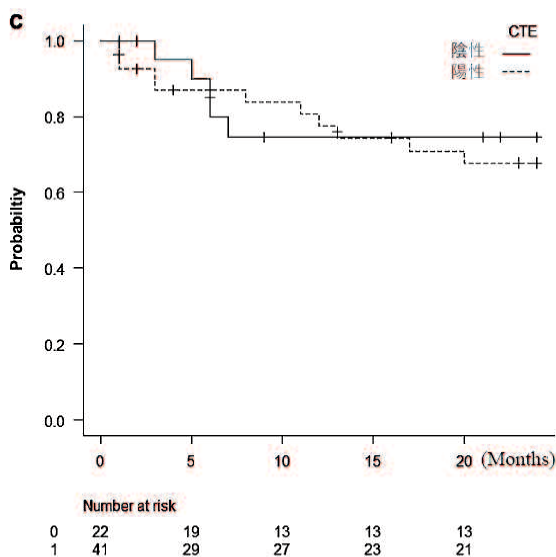 C
CTE
陰性
陽性
1.0
0.8
0.6
0.4
0.2
0.0
Probabiltiy
0 5 10 15 20 (Months)
Number at risk
0 22 19 13 13 13
1 41 29 27 23 21